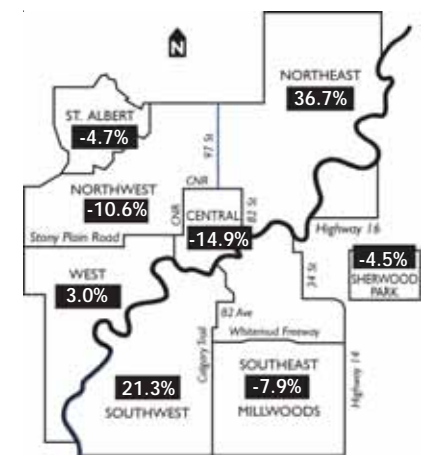 N
NORTHEAST
36.7%
ST. ALBERT
-4.7%
97 St
CNR
NORTHWEST
-10.6%
CNR
CENTRAL
82 St
-14.9%
Stony Plain Road
Highway 16
-4.5%
SHERWOOD
PARK
34 St
WEST
3.0%
82 Ave
Whitemud Freeway
Calgary Trail
SOUTHEAST
-7.9%
MILLWOODS
Highway 14
21.3%
SOUTHWEST